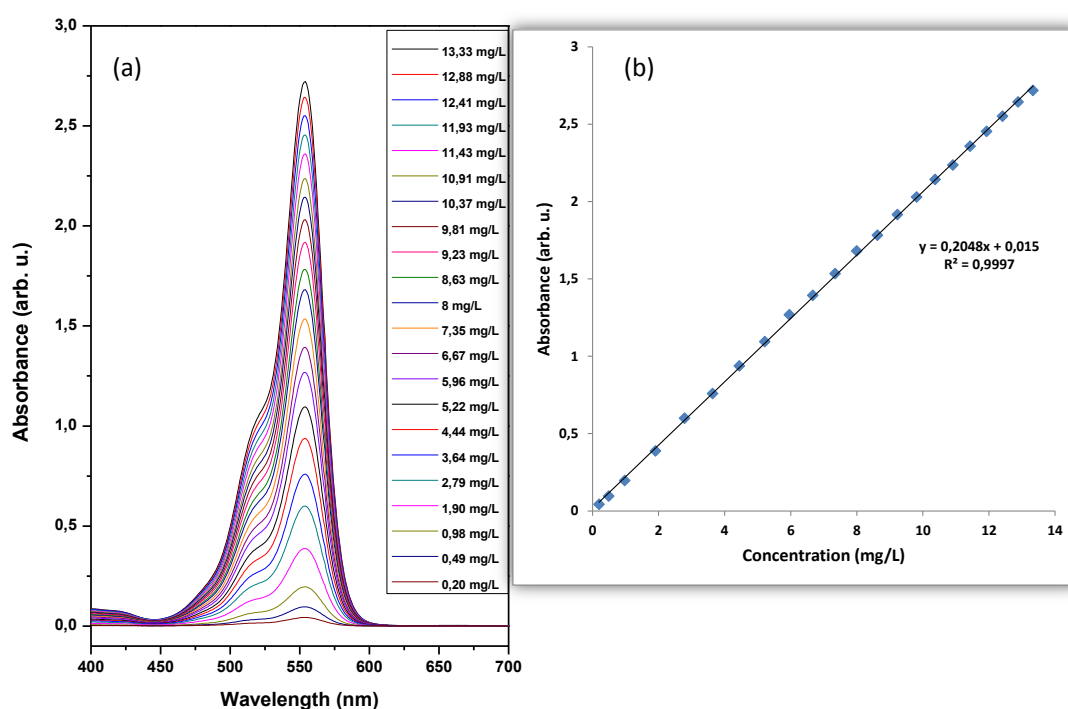 (a)
3,0
2,5
2,0
1,5
1,0
0,5
0,0
Absorbance (arb. u.)
400
450
500
550
600
650
700
Wavelength (nm)
13,33 mg/L
12,88 mg/L
12,41 mg/L
11,93 mg/L
11,43 mg/L
10,91 mg/L
10,37 mg/L
9,81 mg/L
9,23 mg/L
8,63 mg/L
8 mg/L
7,35 mg/L
6,67 mg/L
5,96 mg/L
5,22 mg/L
4,44 mg/L
3,64 mg/L
2,79 mg/L
1,90 mg/L
0,98 mg/L
0,49 mg/L
0,20 mg/L
(b)
3
2,5
2
1,5
1
0,5
0
Absorbance (arb. u.)
y = 0,2048x + 0,015
R² = 0,9997
0
2
4
6
8
10
12
14
Concentration (mg/L)